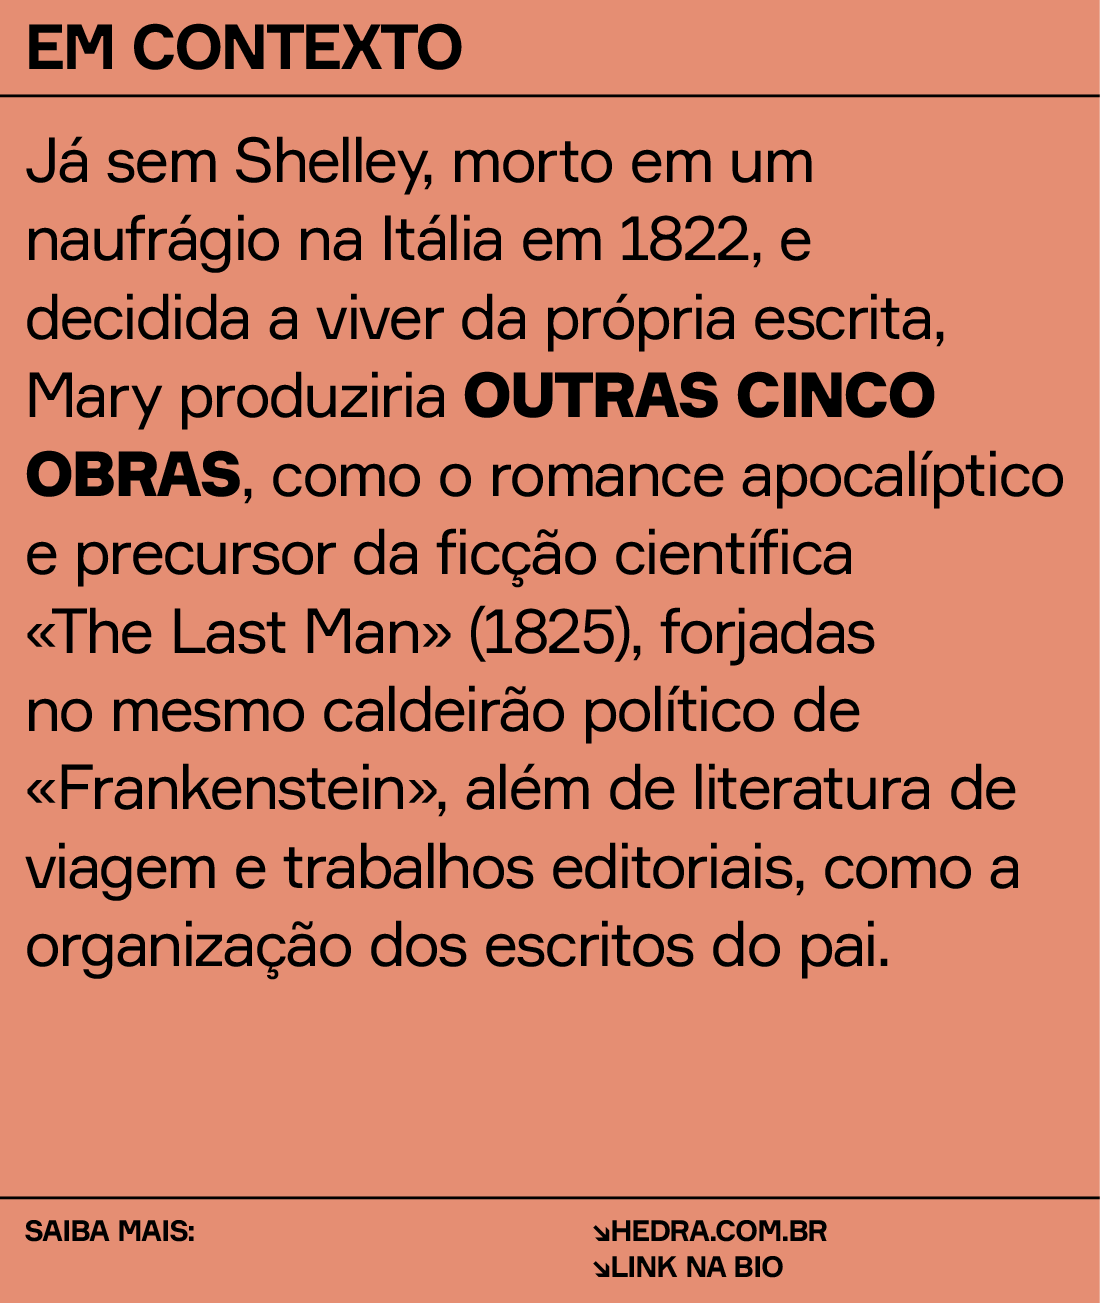 EM CONTEXTO
Já sem Shelley, morto em um
naufrágio na Itália em 1822, e
decidida a viver da própria escrita,
Mary produziria OUTRAS CINCO
OBRAS, como o romance apocalíptico
e precursor da ficção científica
«The Last Man» (1825), forjadas
no mesmo caldeirão político de
«Frankenstein», além de literatura de
viagem e trabalhos editoriais, como a
organização dos escritos do pai.
SAIBA MAIS:
↘HEDRA.COM.BR
↘LINK NA BIO